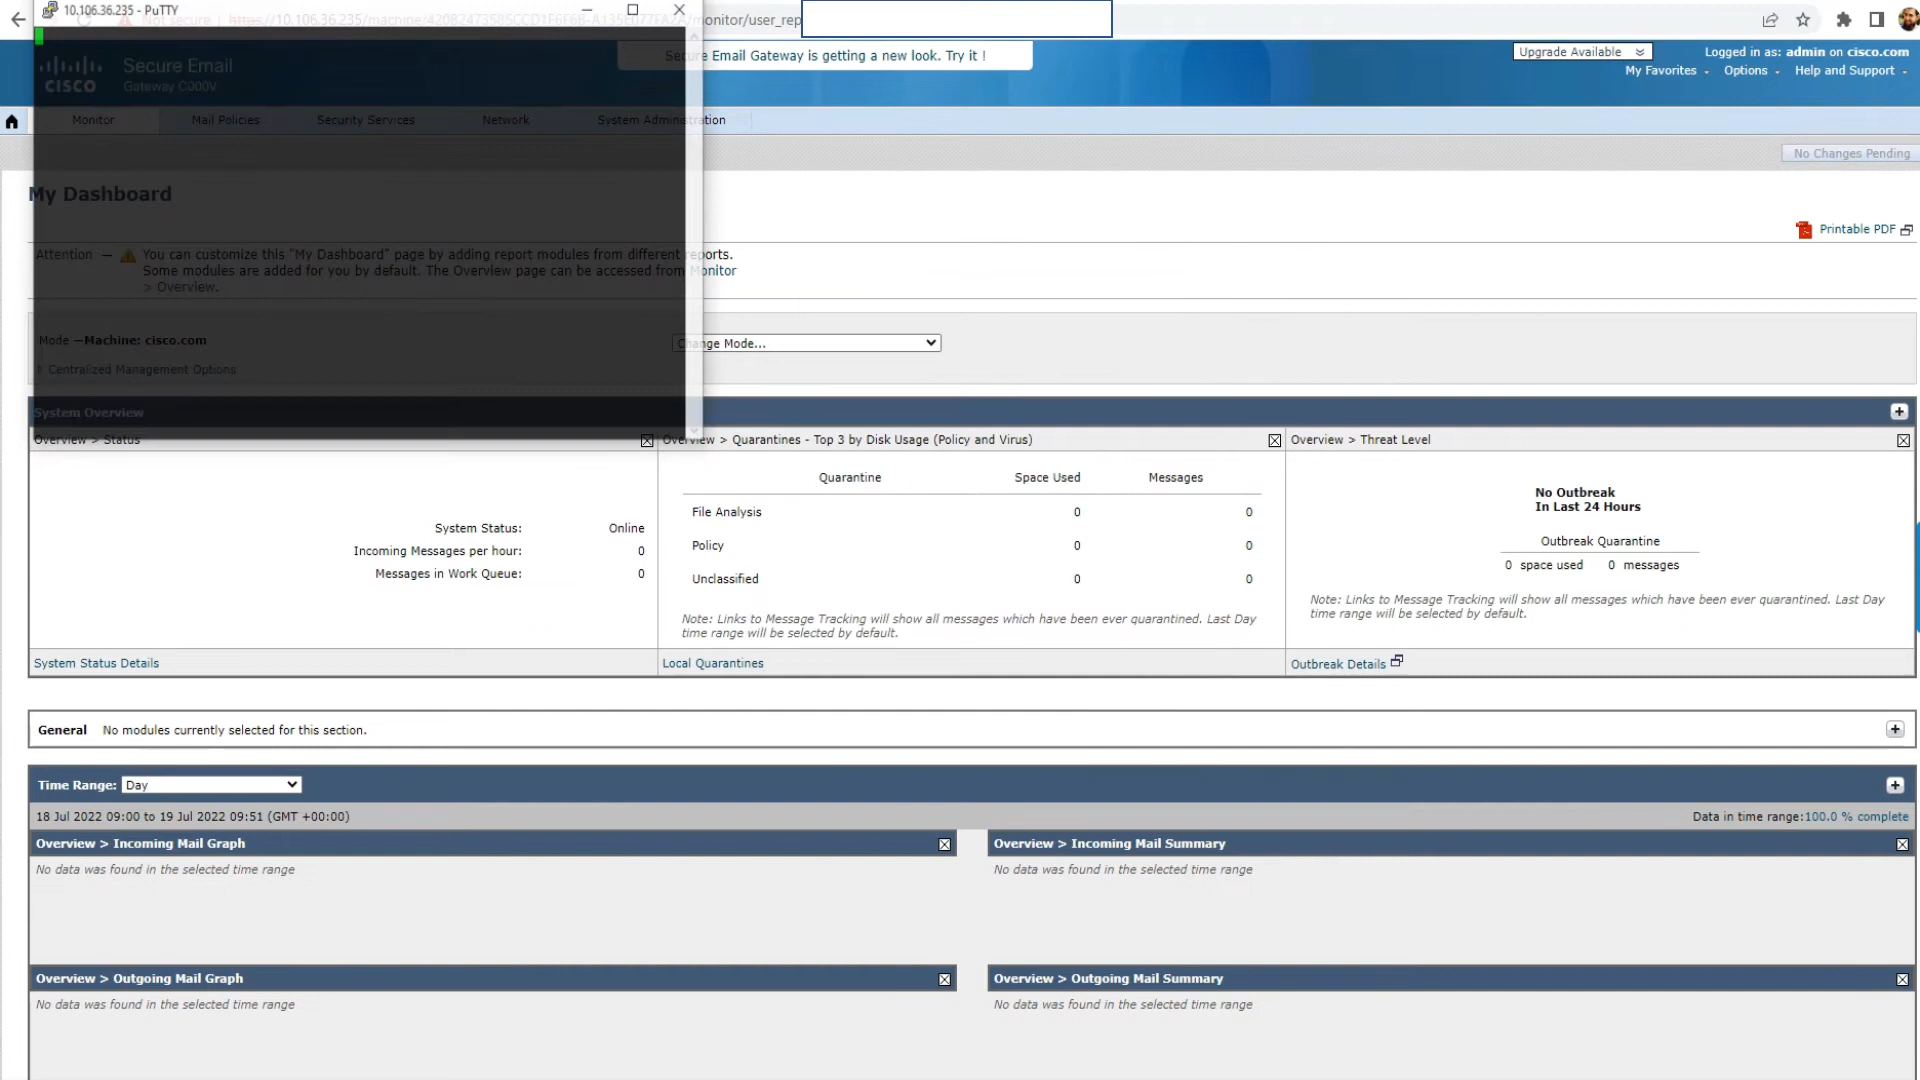 10.106.36.235 - PuTTY
Not secure | https://10.106.36.235/machine/
/monitor/user_rep
Secure Email Gateway is getting a new look. Try it !
Upgrade Available
Logged in as: admin on cisco.com
My Favorites
Options
Help and Support
CISCO
Secure Email
Gateway C000V
Monitor
Mail Policies
Security Services
Network
System Administration
No Changes Pending
My Dashboard
Printable PDF
Attention — You can customize this "My Dashboard" page by adding report modules from different reports.
Some modules are added for you by default. The Overview page can be accessed from Monitor
> Overview.
Mode —Machine: cisco.com
Change Mode...
Centralized Management Options
System Overview
Overview > Status
Overview > Quarantines - Top 3 by Disk Usage (Policy and Virus)
Overview > Threat Level
System Status: Online
Incoming Messages per hour: 0
Messages in Work Queue: 0
System Status Details
Quarantine Space Used Messages
File Analysis 0 0
Policy 0 0
Unclassified 0 0
Note: Links to Message Tracking will show all messages which have been ever quarantined. Last Day
time range will be selected by default.
Local Quarantines
No Outbreak
In Last 24 Hours
Outbreak Quarantine
0 space used 0 messages
Note: Links to Message Tracking will show all messages which have been ever quarantined. Last Day
time range will be selected by default.
Outbreak Details
General No modules currently selected for this section.
Time Range: Day
18 Jul 2022 09:00 to 19 Jul 2022 09:51 (GMT +00:00)
Data in time range:100.0 % complete
Overview > Incoming Mail Graph
No data was found in the selected time range
Overview > Incoming Mail Summary
No data was found in the selected time range
Overview > Outgoing Mail Graph
No data was found in the selected time range
Overview > Outgoing Mail Summary
No data was found in the selected time range